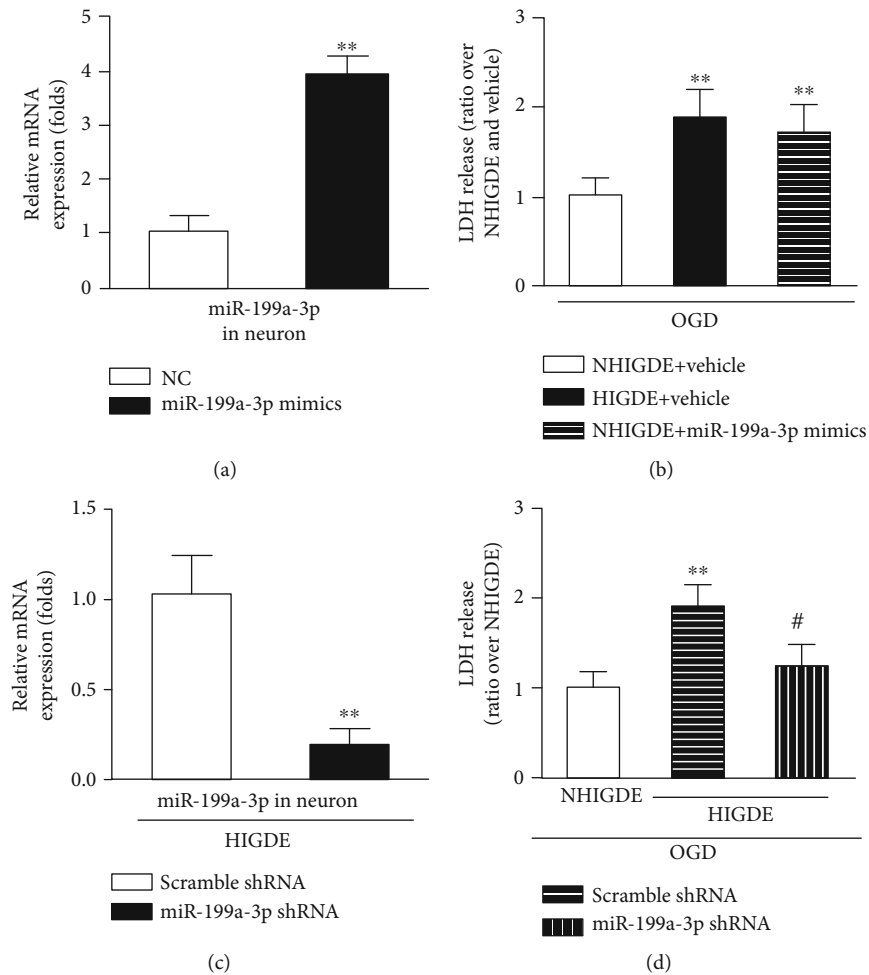 Relative mRNA
expression (folds)
5
4
3
2
1
0
**
miR-199a-3p
in neuron
NC
miR-199a-3p mimics
(a)
LDH release (ratio over
NHIGDE and vehicle)
3
2
1
0
**
**
OGD
NHIGDE+vehicle
HIGDE+vehicle
NHIGDE+miR-199a-3p mimics
(b)
Relative mRNA
expression (folds)
1.5
1.0
0.5
0.0
**
miR-199a-3p in neuron
HIGDE
Scramble shRNA
miR-199a-3p shRNA
(c)
LDH release
(ratio over NHIGDE)
3
2
1
0
**
#
NHIGDE
HIGDE
OGD
Scramble shRNA
miR-199a-3p shRNA
(d)